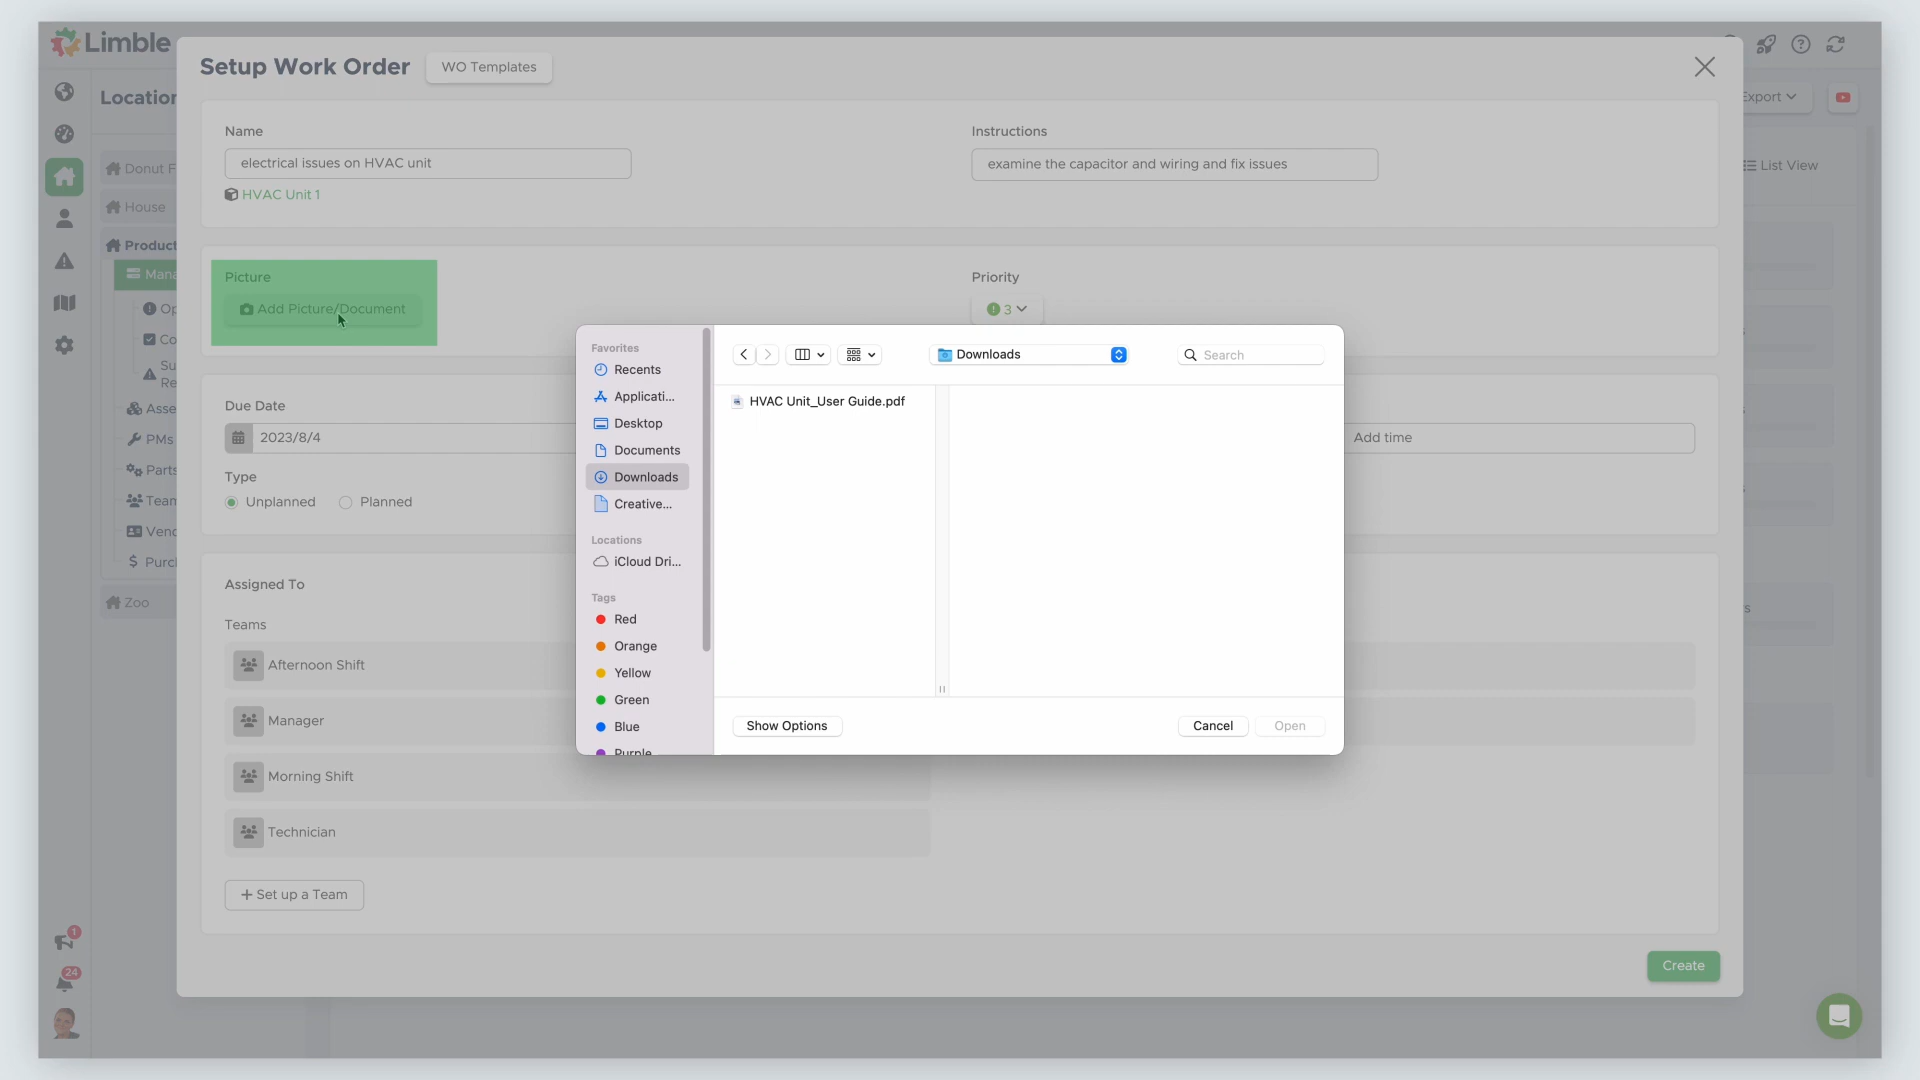 Limble
Setup Work Order
WO Templates
Location
Export
List View
Donut F
House
Product
Mana
Op
Co
Su
Re
Asse
PMs
Parts
Team
Vend
Purch
Zoo
1
24
Name
electrical issues on HVAC unit
HVAC Unit 1
Instructions
examine the capacitor and wiring and fix issues
Picture
Add Picture/Document
Priority
3
Due Date
2023/8/4
Add time
Type
Unplanned
Planned
Assigned To
Teams
Afternoon Shift
Manager
Morning Shift
Technician
+ Set up a Team
Create
Favorites
Recents
Applicati...
Desktop
Documents
Downloads
Creative...
Locations
iCloud Dri...
Tags
Red
Orange
Yellow
Green
Blue
Purple
Downloads
Search
HVAC Unit_User Guide.pdf
Show Options
Cancel
Open